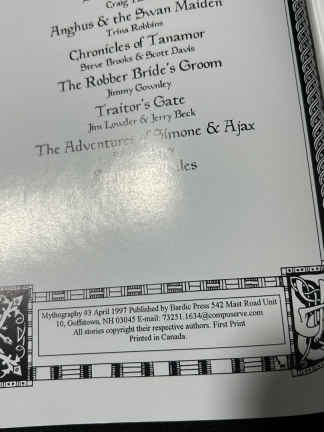 Craig
Anghus & the Swan Maiden
Trina Robbins
Chronicles of Tanamor
Steve Brooks & Scott Davis
The Robber Bride's Groom
Jimmy Gownley
Traitor's Gate
Jim Lowder & Jerry Beck
The Adventures of Simone & Ajax
Mythography #3 April 1997 Published by Bardic Press 542 Mast Road Unit
10, Goffstown, NH 03045 E-mail: 73251.1634@compuserve.com
All stories copyright their respective authors. First Print
Printed in Canada.